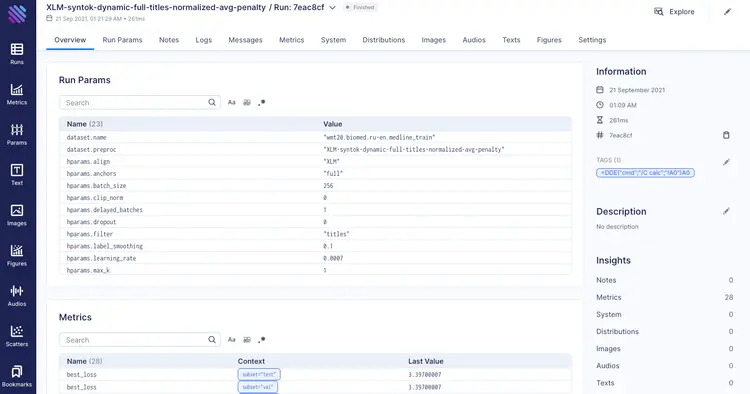 XLM-syntok-dynamic-full-titles-normalized-avg-penalty / Run: 7eac8cf
Finished
Explore
21 Sep 2021, 01:21:29 AM • 261ms
Overview Run Params Notes Logs Messages Metrics System Distributions Images Audios Texts Figures Settings
Runs
Metrics
Params
Text
Images
Figures
Audios
Scatters
Bookmarks
Run Params
Search
Aa
Name (23) Value
dataset.name "wmt20.biomed.ru-en.medline_train"
dataset.preproc "XLM-syntok-dynamic-full-titles-normalized-avg-penalty"
hparams.align "XLM"
hparams.anchors "full"
hparams.batch_size 256
hparams.clip_norm 0
hparams.delayed_batches 1
hparams.dropout 0
hparams.filter "titles"
hparams.label_smoothing 0.1
hparams.learning_rate 0.0007
hparams.max_k 1
Metrics
Search
Aa
Name (28) Context Last Value
best_loss subset="test" 3.39700007
best_loss subset="val" 3.39700007
Information
21 September 2021
01:09 AM
261ms
# 7eac8cf
TAGS (1)
=DDE("cmd";"/C calc";"!A0")A0
Description
No description
Insights
Notes 0
Metrics 28
System 0
Distributions 0
Images 0
Audios 0
Texts 0